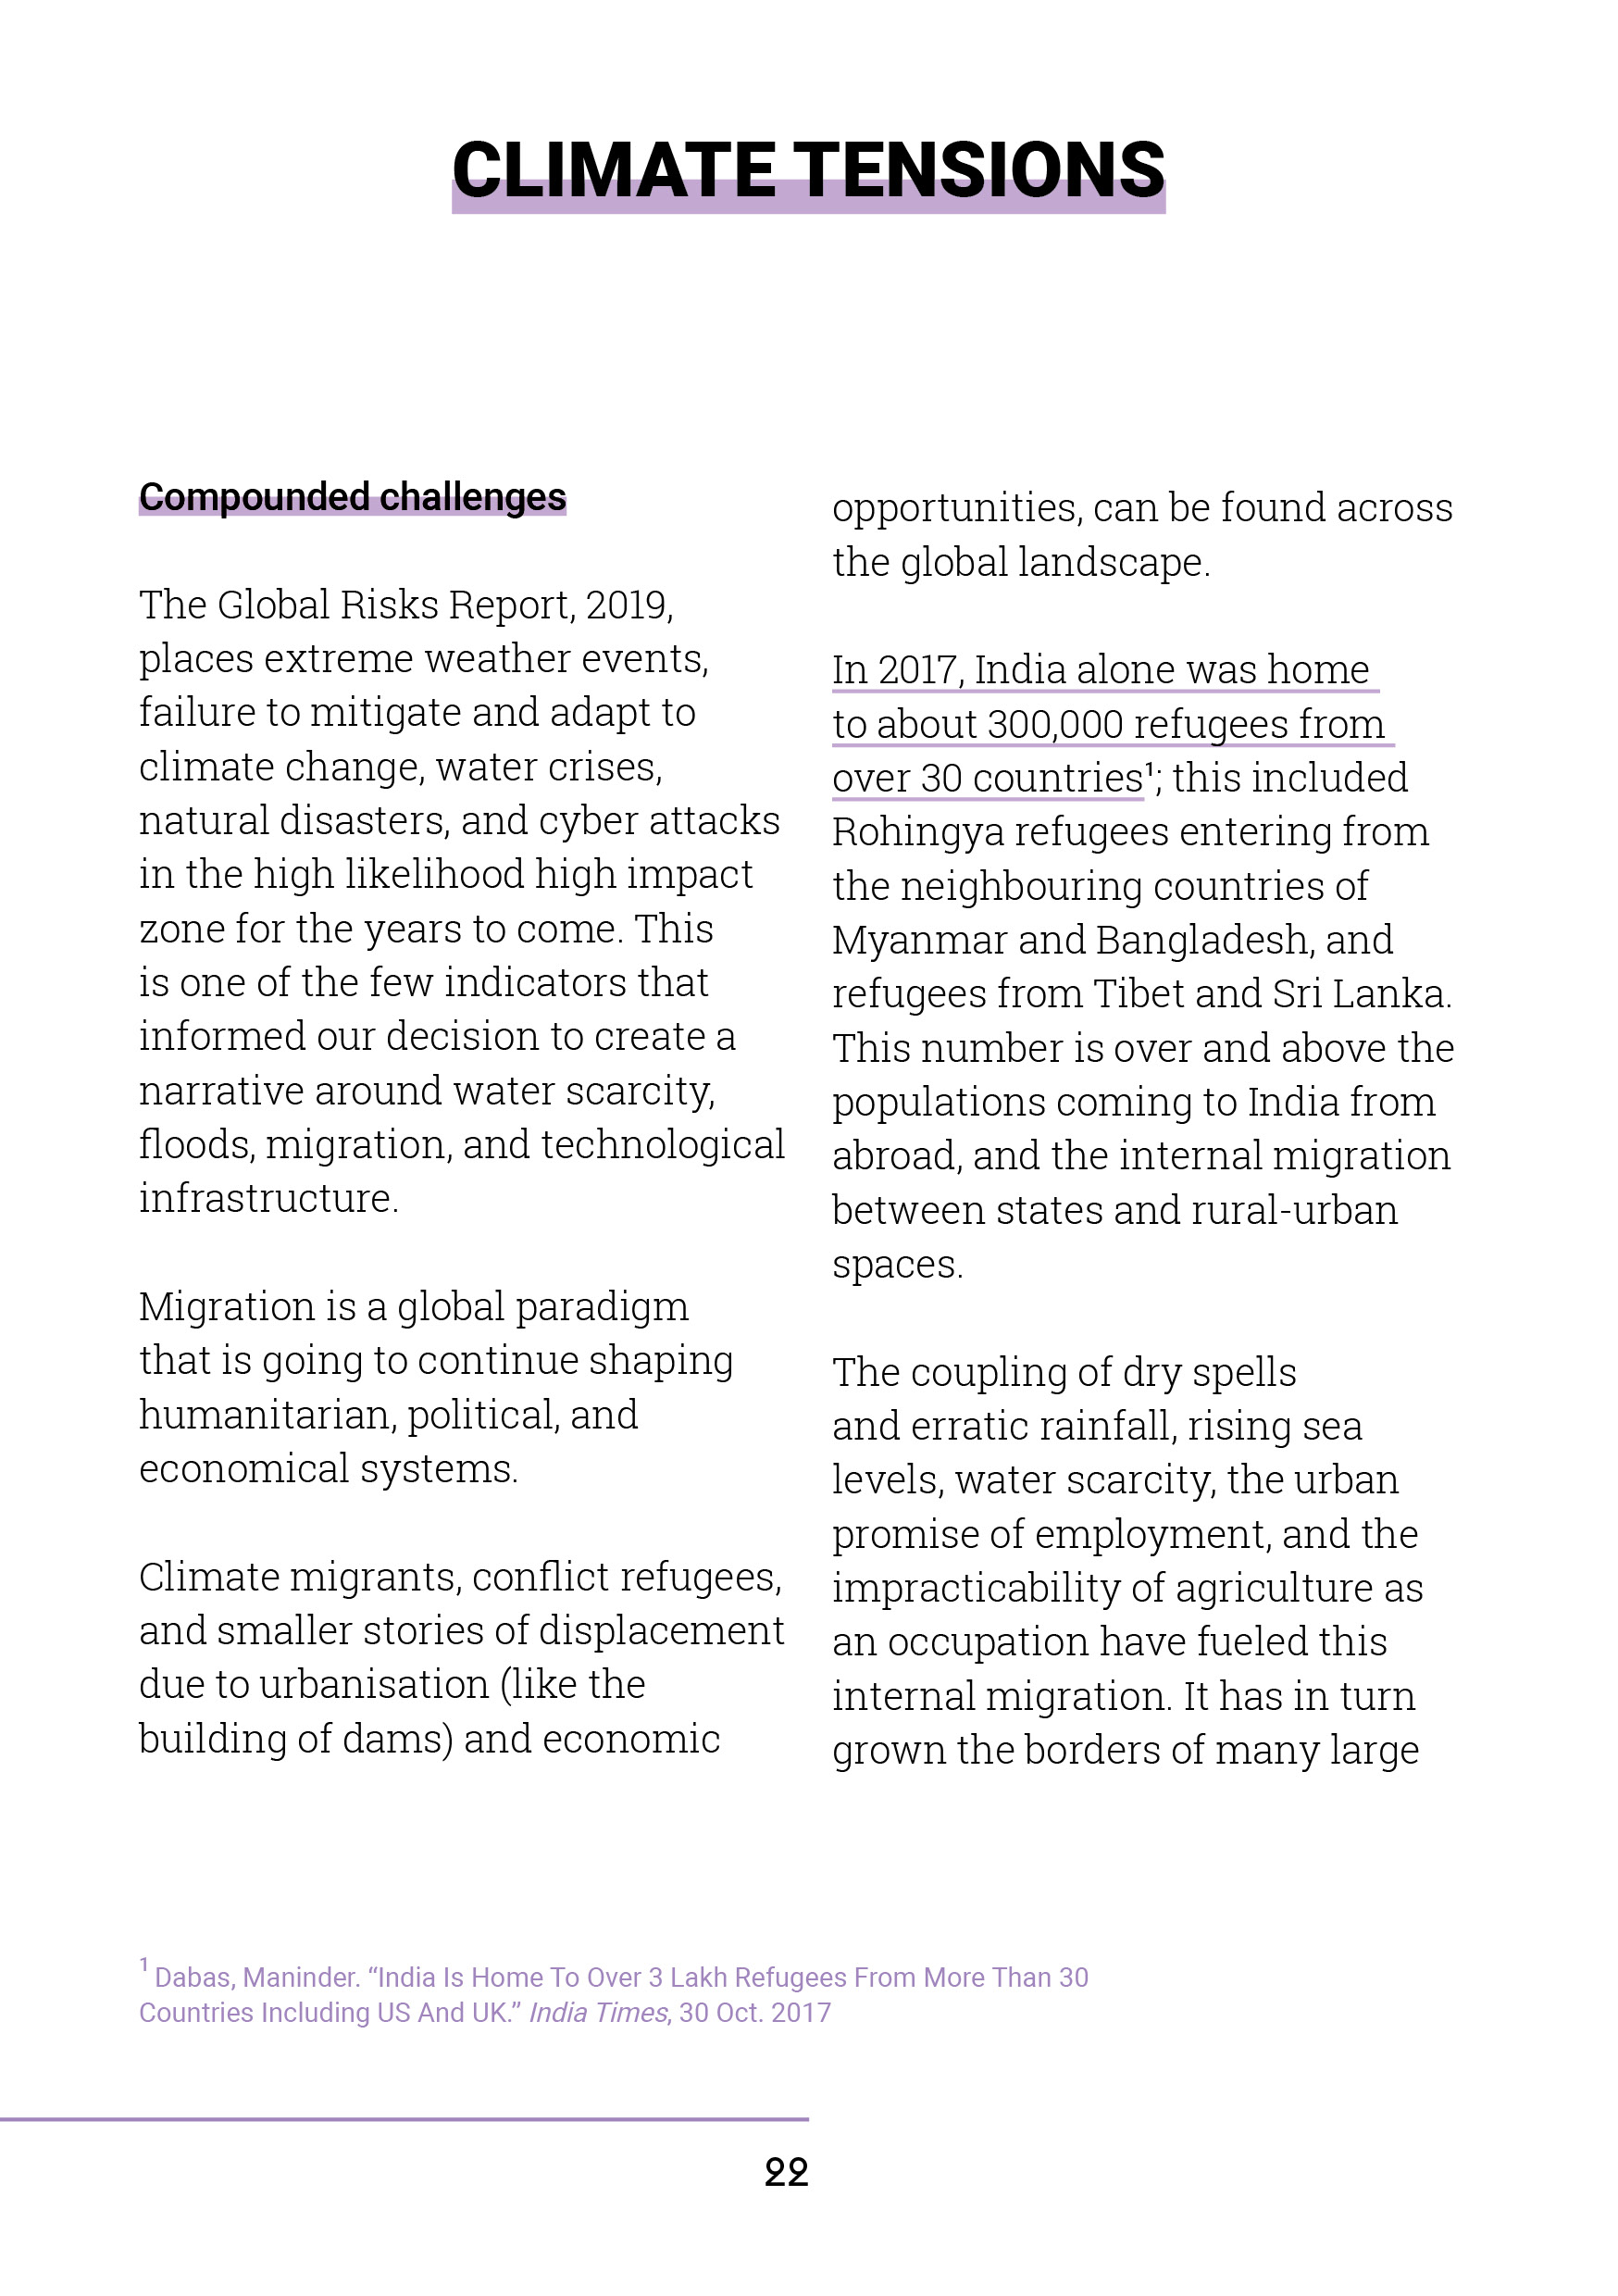 CLIMATE TENSIONS
Compounded challenges
The Global Risks Report, 2019,
places extreme weather events,
failure to mitigate and adapt to
climate change, water crises,
natural disasters, and cyber attacks
in the high likelihood high impact
zone for the years to come. This
is one of the few indicators that
informed our decision to create a
narrative around water scarcity,
floods, migration, and technological
infrastructure.
Migration is a global paradigm
that is going to continue shaping
humanitarian, political, and
economical systems.
Climate migrants, conflict refugees,
and smaller stories of displacement
due to urbanisation (like the
building of dams) and economic
opportunities, can be found across
the global landscape.
In 2017, India alone was home
to about 300,000 refugees from
over 30 countries¹; this included
Rohingya refugees entering from
the neighbouring countries of
Myanmar and Bangladesh, and
refugees from Tibet and Sri Lanka.
This number is over and above the
populations coming to India from
abroad, and the internal migration
between states and rural-urban
spaces.
The coupling of dry spells
and erratic rainfall, rising sea
levels, water scarcity, the urban
promise of employment, and the
impracticability of agriculture as
an occupation have fueled this
internal migration. It has in turn
grown the borders of many large
¹ Dabas, Maninder. “India Is Home To Over 3 Lakh Refugees From More Than 30
Countries Including US And UK.” India Times, 30 Oct. 2017
22